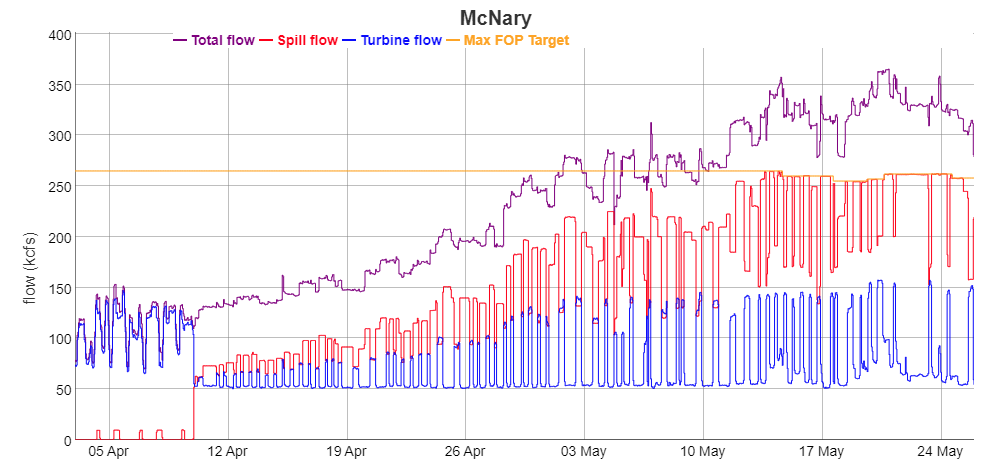 McNary
Total flow Spill flow Turbine flow Max FOP Target
400
350
300
250
200
150
100
50
0
flow (kcfs)
05 Apr 12 Apr 19 Apr 26 Apr 03 May 10 May 17 May 24 May